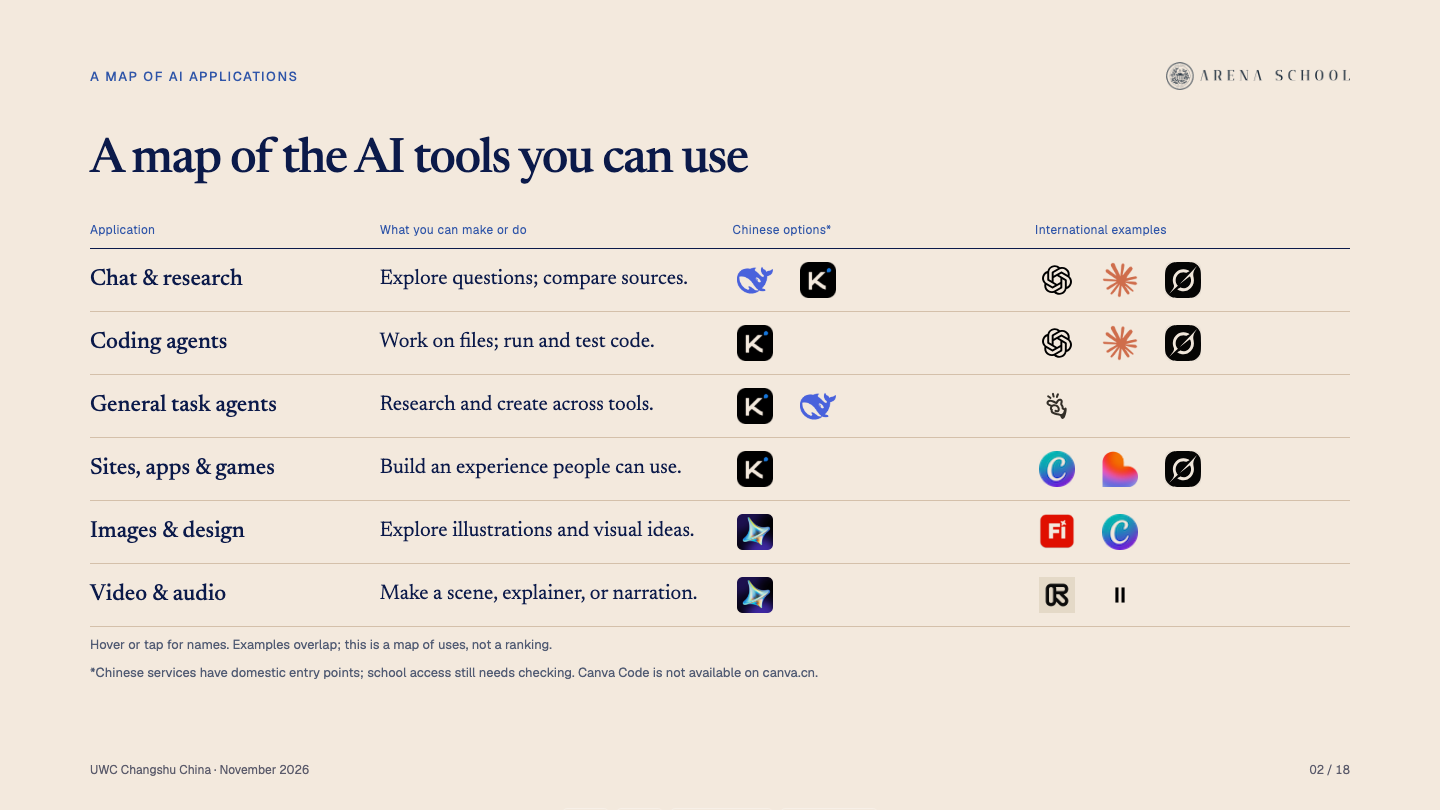 A MAP OF AI APPLICATIONS
ARENA SCHOOL
A map of the AI tools you can use
Application What you can make or do Chinese options* International examples
Chat & research Explore questions; compare sources. K
Coding agents Work on files; run and test code. K
General task agents Research and create across tools. K
Sites, apps & games Build an experience people can use. K C
Images & design Explore illustrations and visual ideas. Fi C
Video & audio Make a scene, explainer, or narration. R II
Hover or tap for names. Examples overlap; this is a map of uses, not a ranking.
*Chinese services have domestic entry points; school access still needs checking. Canva Code is not available on canva.cn.
UWC Changshu China · November 2026 02 / 18